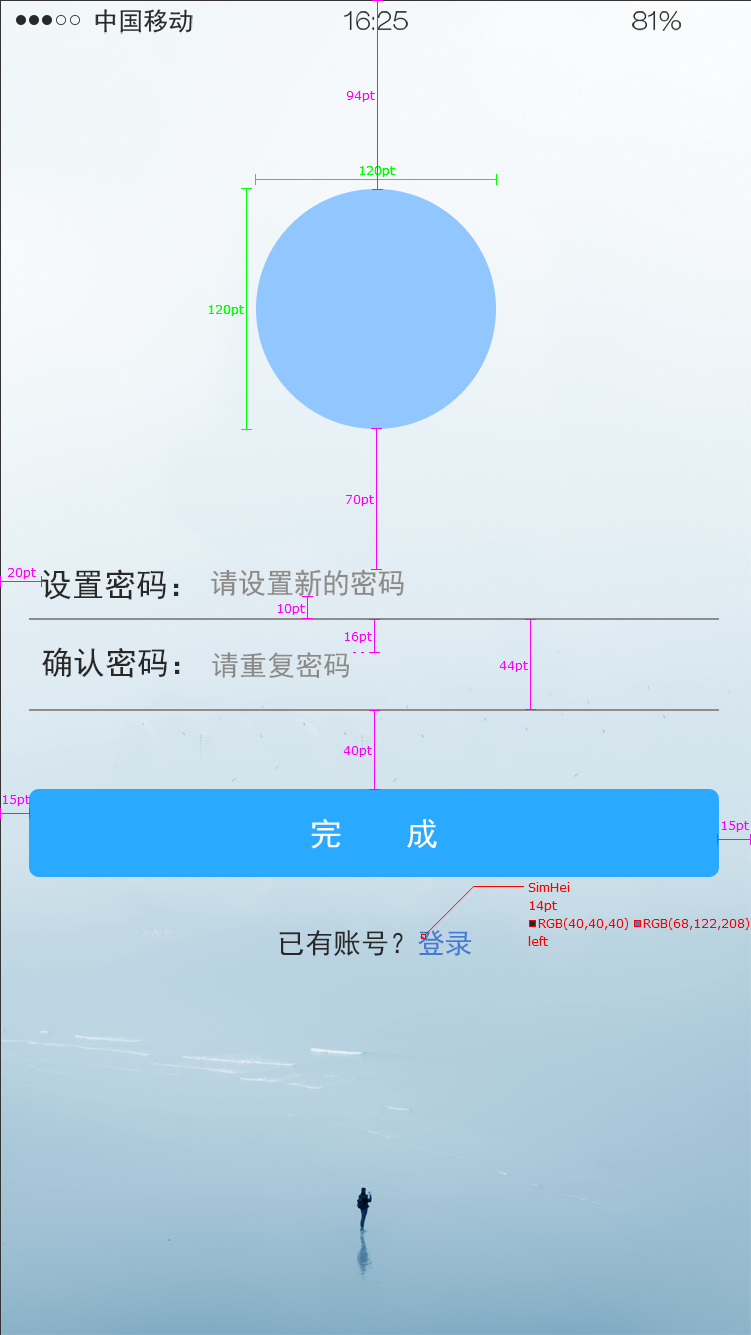 中国移动 16:25 81%
94pt
120pt
120pt
70pt
20pt
设置密码： 请设置新的密码
10pt
16pt
确认密码： 请重复密码
44pt
40pt
15pt
完 成
15pt
SimHei
14pt
RGB(40,40,40) RGB(68,122,208)
left
已有账号？登录